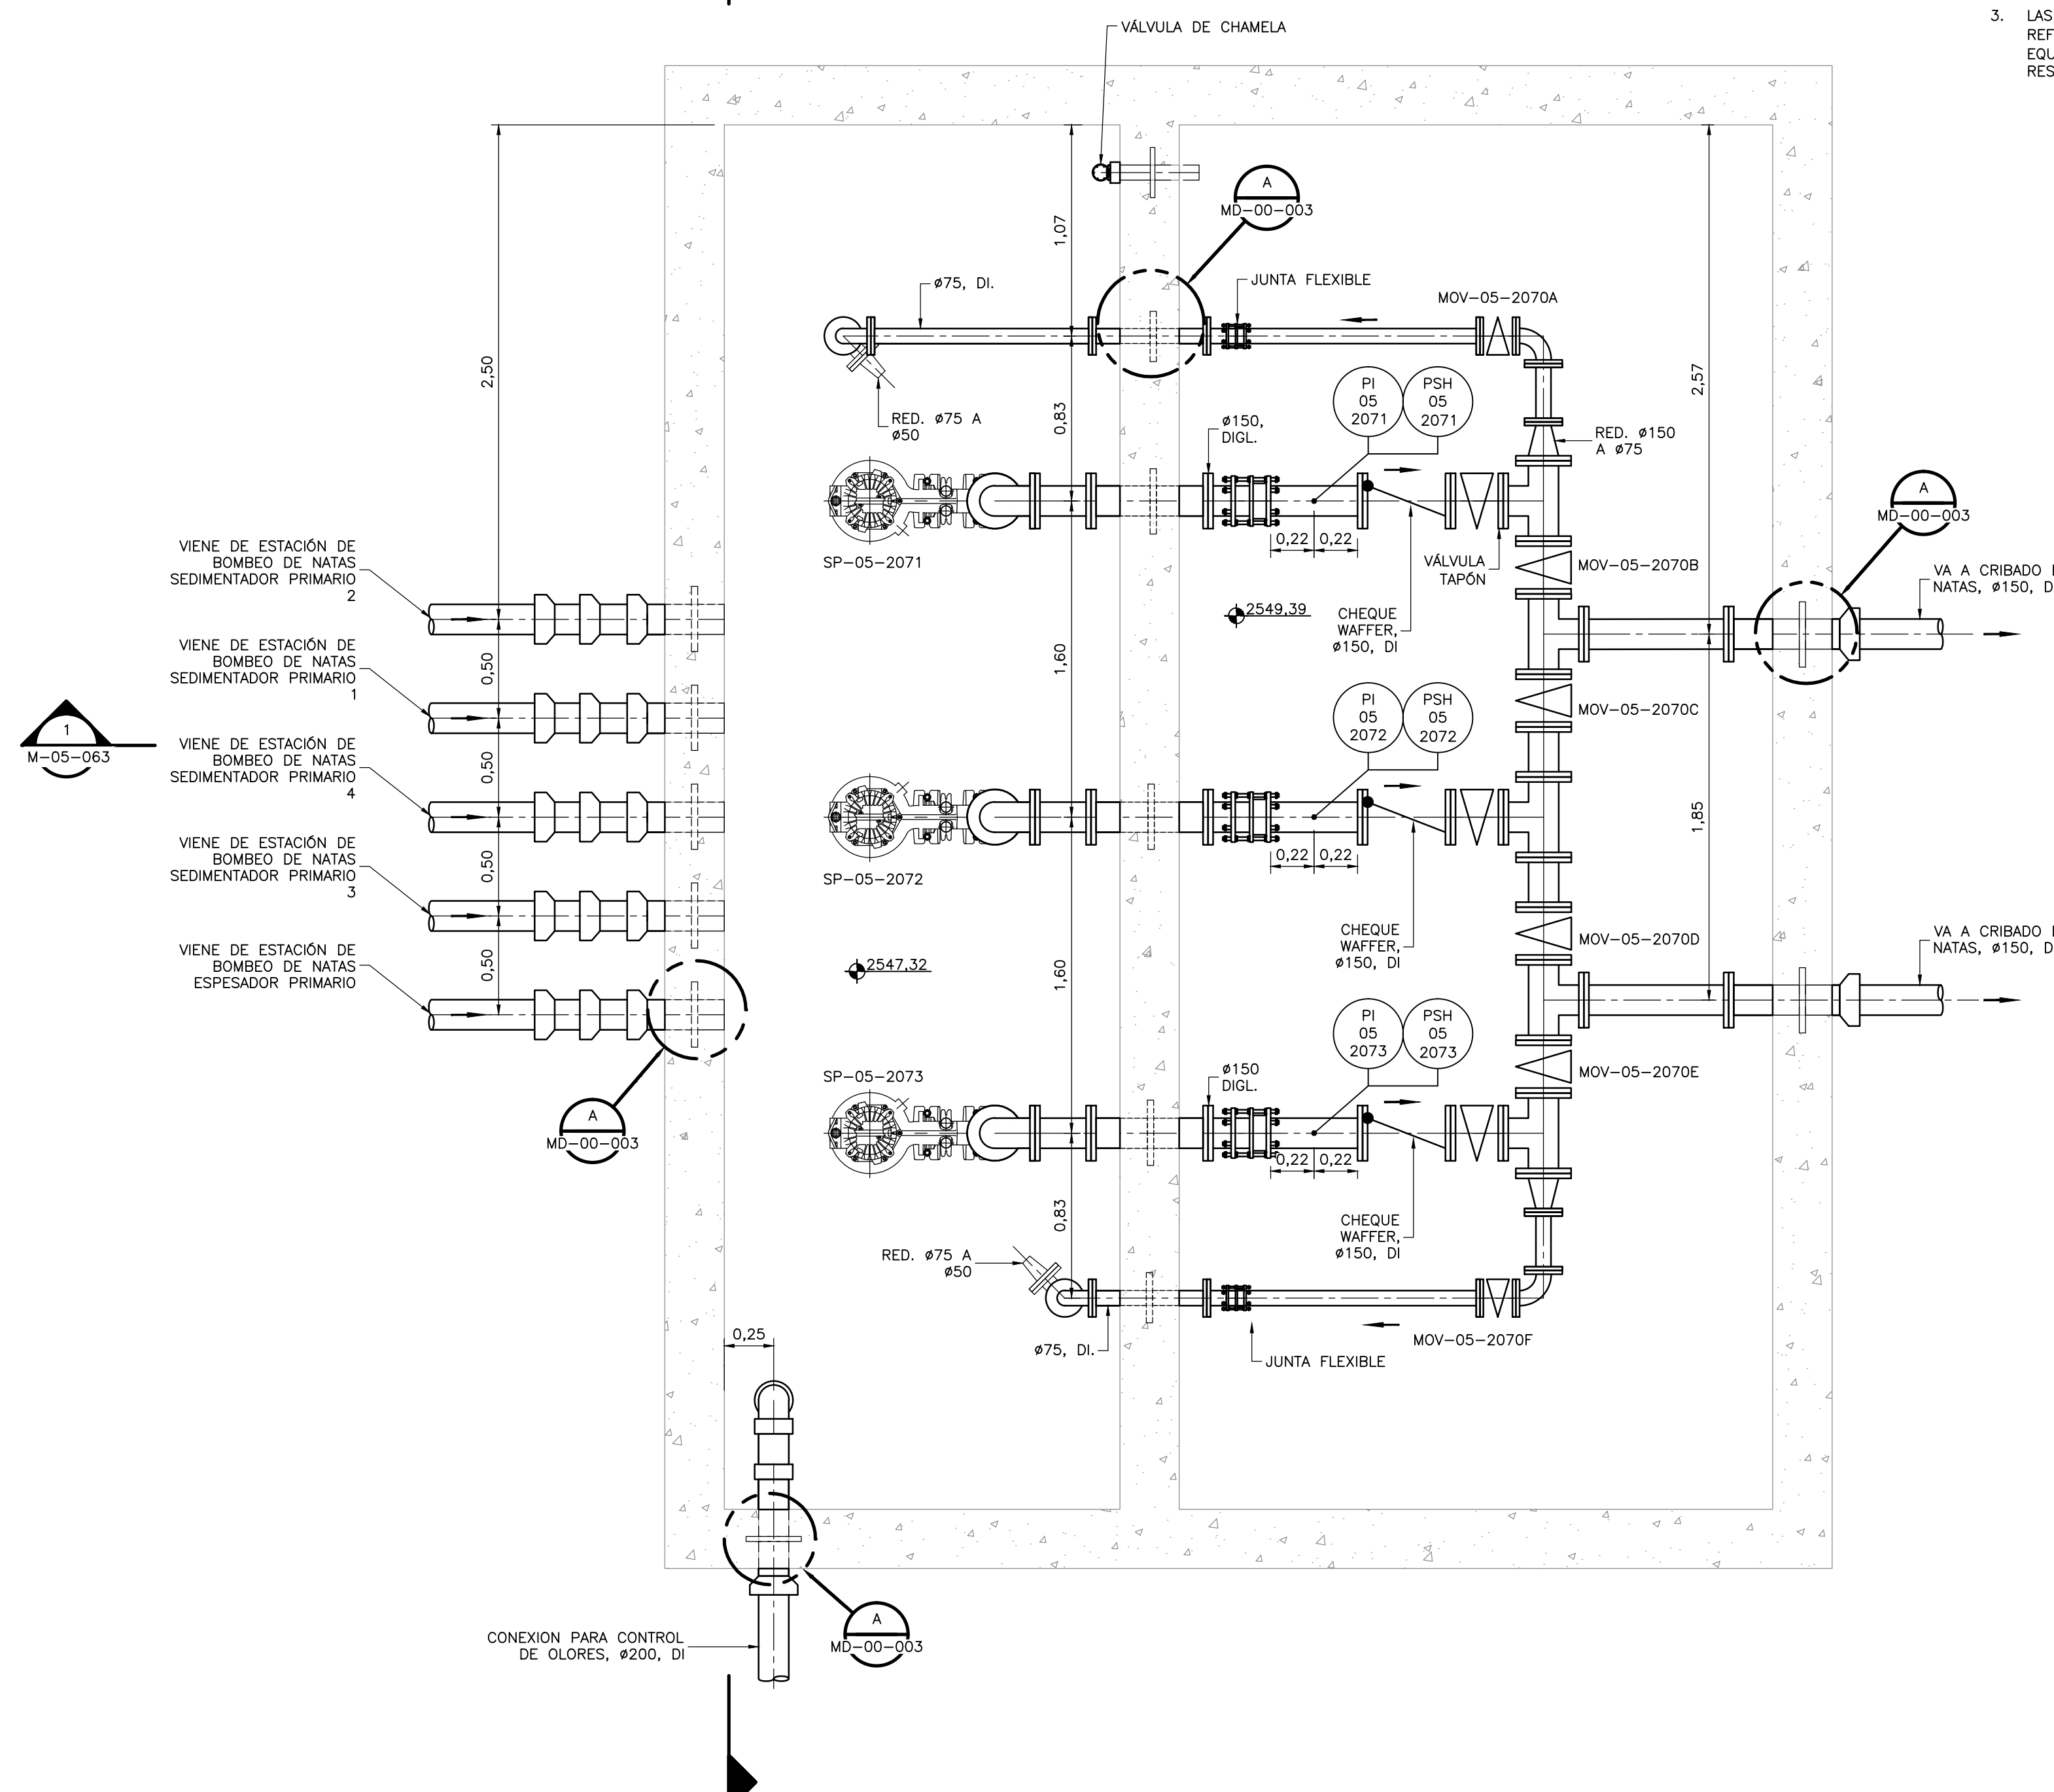 3. LAS
REF
EQU
RES
VÁLVULA DE CHAMELA
A
MD-00-003
2,50
1,07
2,57
ø75, DI.
JUNTA FLEXIBLE
MOV-05-2070A
RED. ø75 A
ø50
0,83
ø150,
DIGL.
PI
05
2071
PSH
05
2071
RED. ø150
A ø75
A
MD-00-003
SP-05-2071
0,22
0,22
VÁLVULA
TAPÓN
MOV-05-2070B
VIENE DE ESTACIÓN DE
BOMBEO DE NATAS
SEDIMENTADOR PRIMARIO
2
2549,39
CHEQUE
WAFFER,
ø150, DI
VA A CRIBADO
NATAS, ø150, D
VIENE DE ESTACIÓN DE
BOMBEO DE NATAS
SEDIMENTADOR PRIMARIO
1
0,50
1,60
PI
05
2072
PSH
05
2072
MOV-05-2070C
1
M-05-063
VIENE DE ESTACIÓN DE
BOMBEO DE NATAS
SEDIMENTADOR PRIMARIO
4
0,50
1,85
SP-05-2072
0,22
0,22
VIENE DE ESTACIÓN DE
BOMBEO DE NATAS
SEDIMENTADOR PRIMARIO
3
0,50
CHEQUE
WAFFER,
ø150, DI
MOV-05-2070D
VA A CRIBADO
NATAS, ø150, D
VIENE DE ESTACIÓN DE
BOMBEO DE NATAS
ESPESADOR PRIMARIO
0,50
2547,32
1,60
PI
05
2073
PSH
05
2073
SP-05-2073
ø150
DIGL.
MOV-05-2070E
A
MD-00-003
0,22
0,22
0,83
CHEQUE
WAFFER,
ø150, DI
RED. ø75 A
ø50
0,25
ø75, DI.
JUNTA FLEXIBLE
MOV-05-2070F
CONEXION PARA CONTROL
DE OLORES, ø200, DI
A
MD-00-003